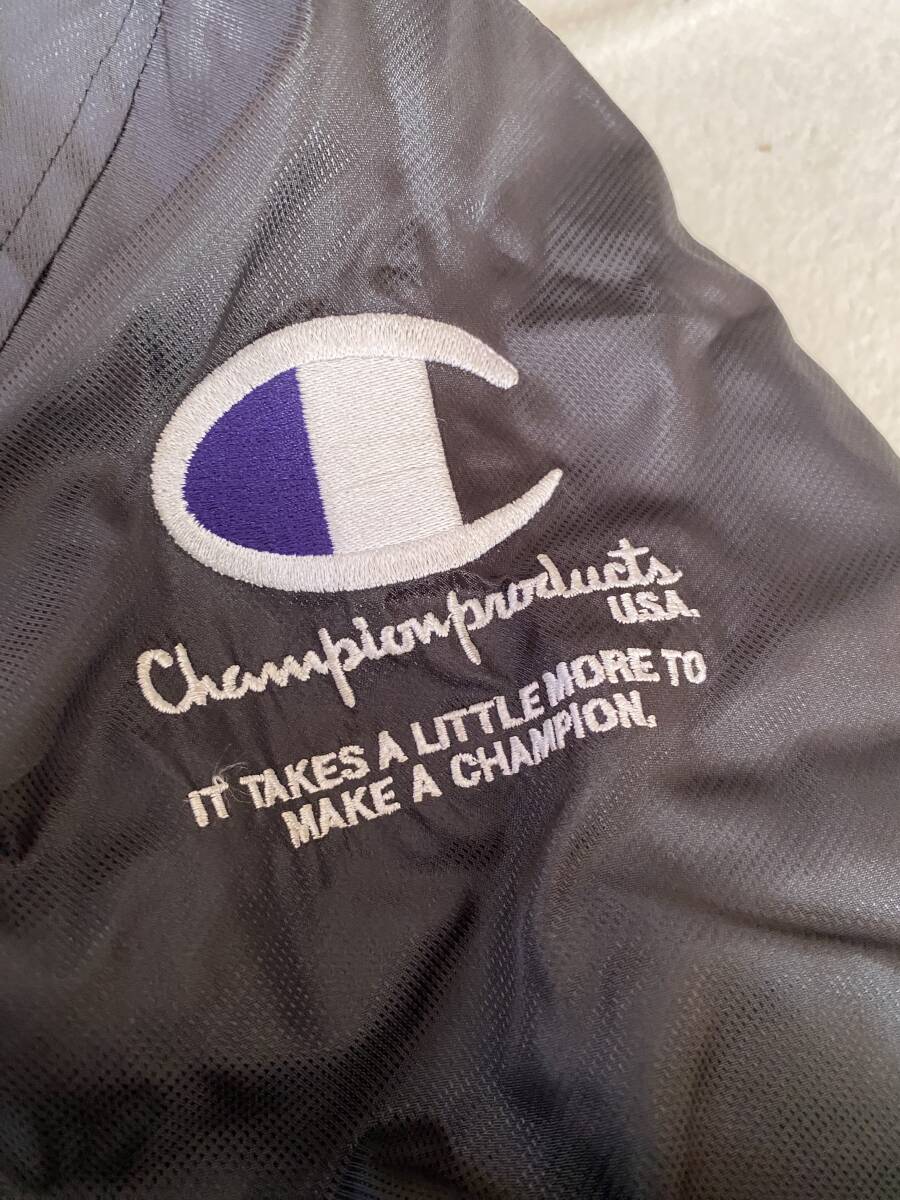 Championproducts
U.S.A.
IT TAKES A LITTLE MORE TO
MAKE A CHAMPION.